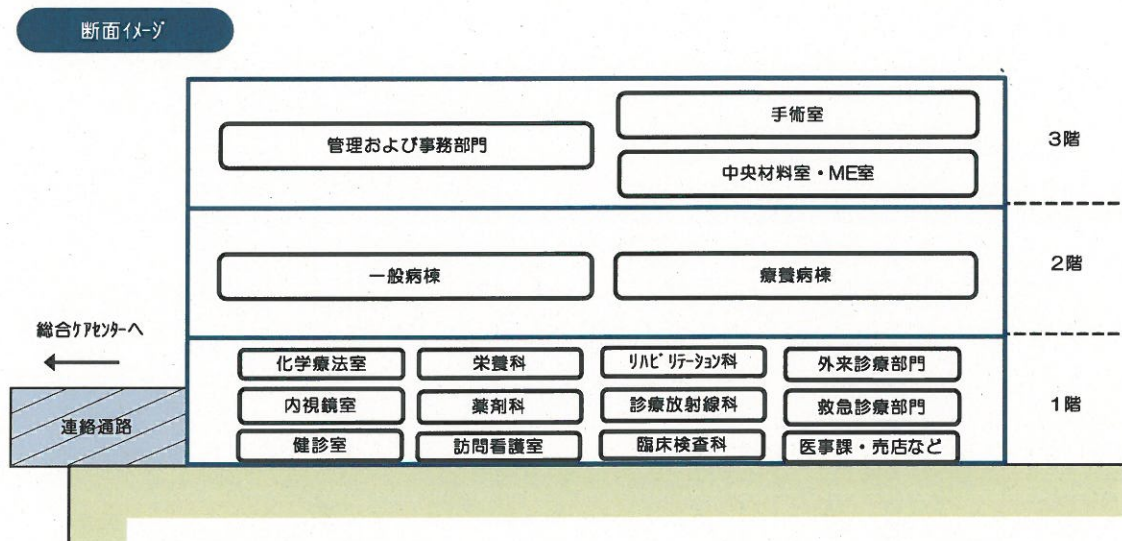 断面ｲﾒｰｼﾞ
手術室
管理および事務部門
3階
中央材料室・ME室
一般病棟
療養病棟
2階
総合ｹｱｾﾝﾀｰへ
化学療法室
栄養科
ﾘﾊﾋﾞﾘﾃｰｼｮﾝ科
外来診療部門
内視鏡室
薬剤科
診療放射線科
救急診療部門
1階
連絡通路
健診室
訪問看護室
臨床検査科
医事課・売店など